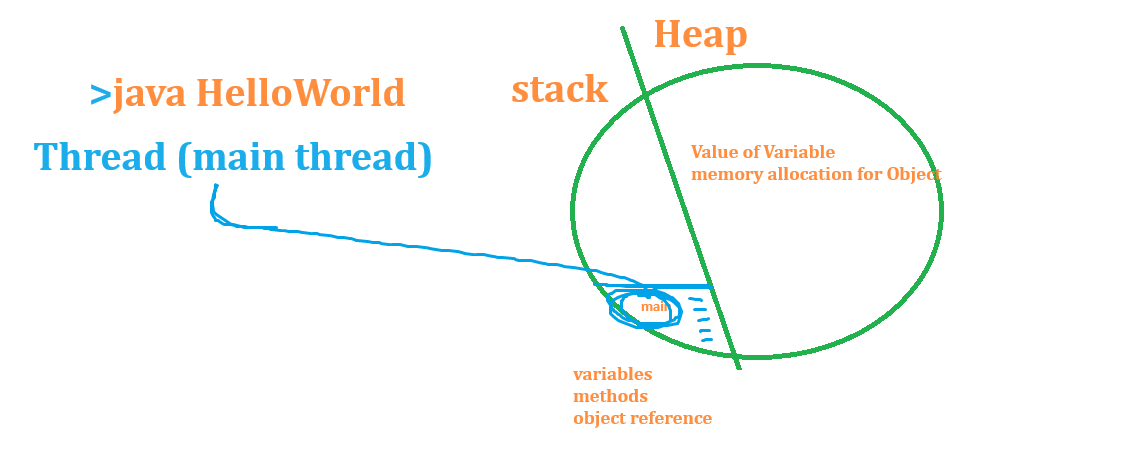 Heap
stack
>java HelloWorld
Thread (main thread)
Value of Variable
memory allocation for Object
main
variables
methods
object reference